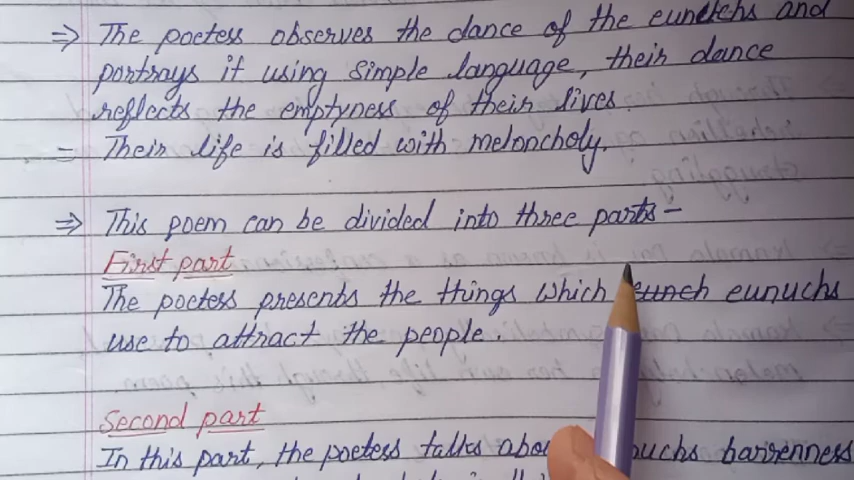 ⇒ The poetess observes the dance of the eunuchs and
portrays it using simple language, their dance
reflects the emptyness of their lives.
= Their life is filled with meloncholy.
⇒ This poem can be divided into three parts-
First part
The poetess presents the things which eunuchs
use to attract the people.
Second part
In this part, the poetess talks barrenness